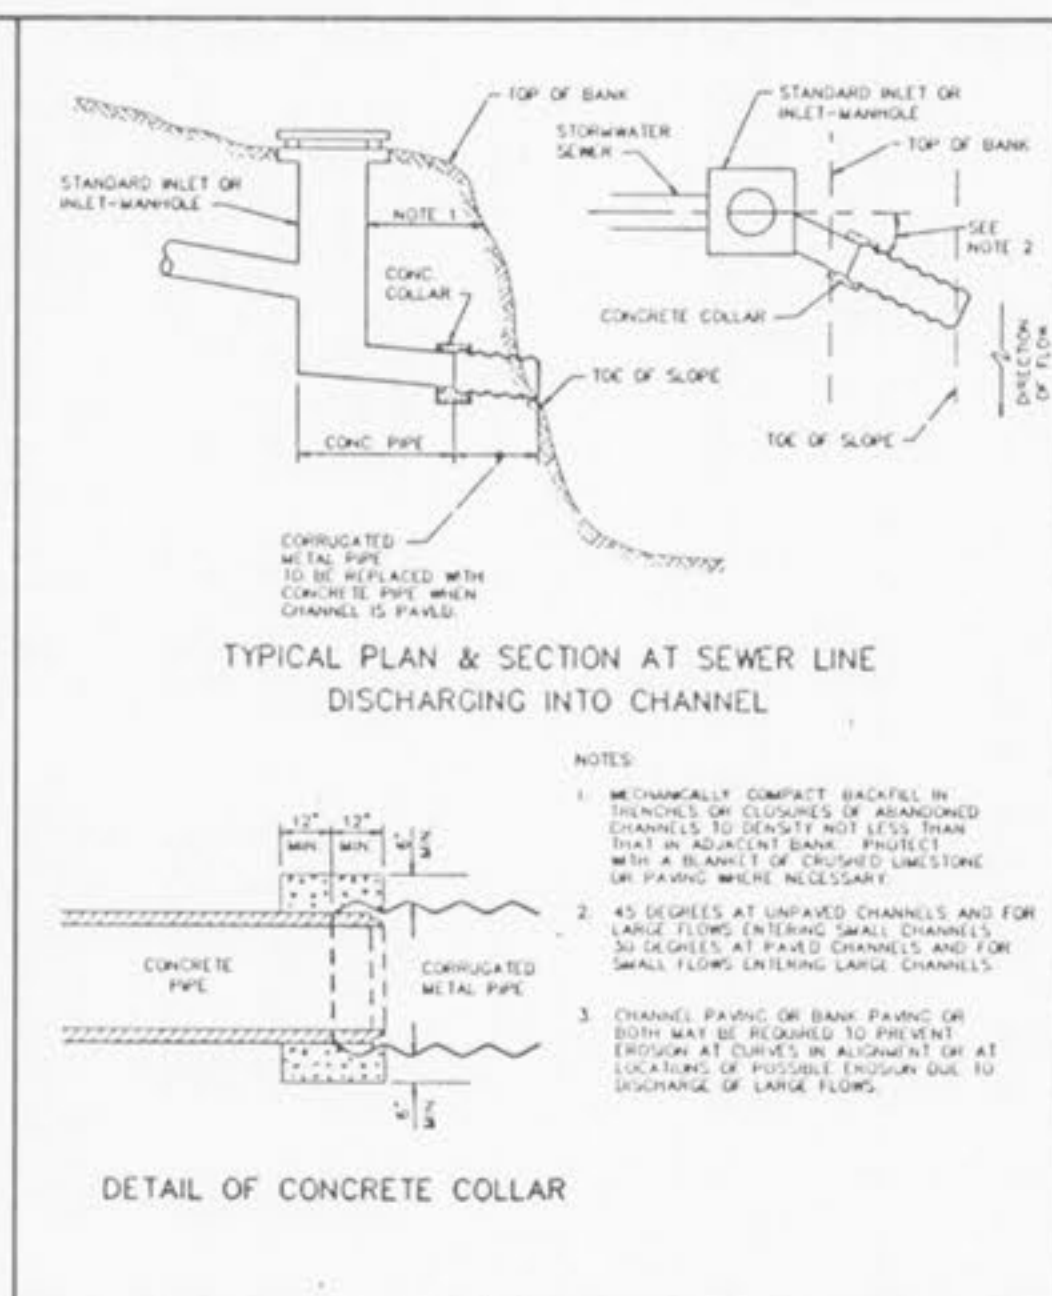 TOP OF BANK
STANDARD INLET OR
INLET-MANHOLE
NOTE 1
CONC.
COLLAR
TOE OF SLOPE
CONC. PIPE
CORRUGATED
METAL PIPE
TO BE REPLACED WITH
CONCRETE PIPE WHEN
CHANNEL IS PAVED.
STANDARD INLET OR
INLET-MANHOLE
STORMWATER
SEWER
TOP OF BANK
SEE
NOTE 2
CONCRETE COLLAR
DIRECTION
OF FLOW
TOE OF SLOPE
TYPICAL PLAN & SECTION AT SEWER LINE
DISCHARGING INTO CHANNEL
12" 12"
MIN. MIN.
6"
MIN.
CONCRETE
PIPE
CORRUGATED
METAL PIPE
6"
MIN.
DETAIL OF CONCRETE COLLAR
NOTES:
1. MECHANICALLY COMPACT BACKFILL IN
TRENCHES OR CLOSURES OF ABANDONED
CHANNELS TO DENSITY NOT LESS THAN
THAT IN ADJACENT BANK. PROTECT
WITH A BLANKET OF CRUSHED LIMESTONE
OR PAVING WHERE NECESSARY.
2. 45 DEGREES AT UNPAVED CHANNELS AND FOR
LARGE FLOWS ENTERING SMALL CHANNELS
30 DEGREES AT PAVED CHANNELS AND FOR
SMALL FLOWS ENTERING LARGE CHANNELS
3. CHANNEL PAVING OR BANK PAVING OR
BOTH MAY BE REQUIRED TO PREVENT
EROSION AT CURVES IN ALIGNMENT OR AT
LOCATIONS OF POSSIBLE EROSION DUE TO
DISCHARGE OF LARGE FLOWS.